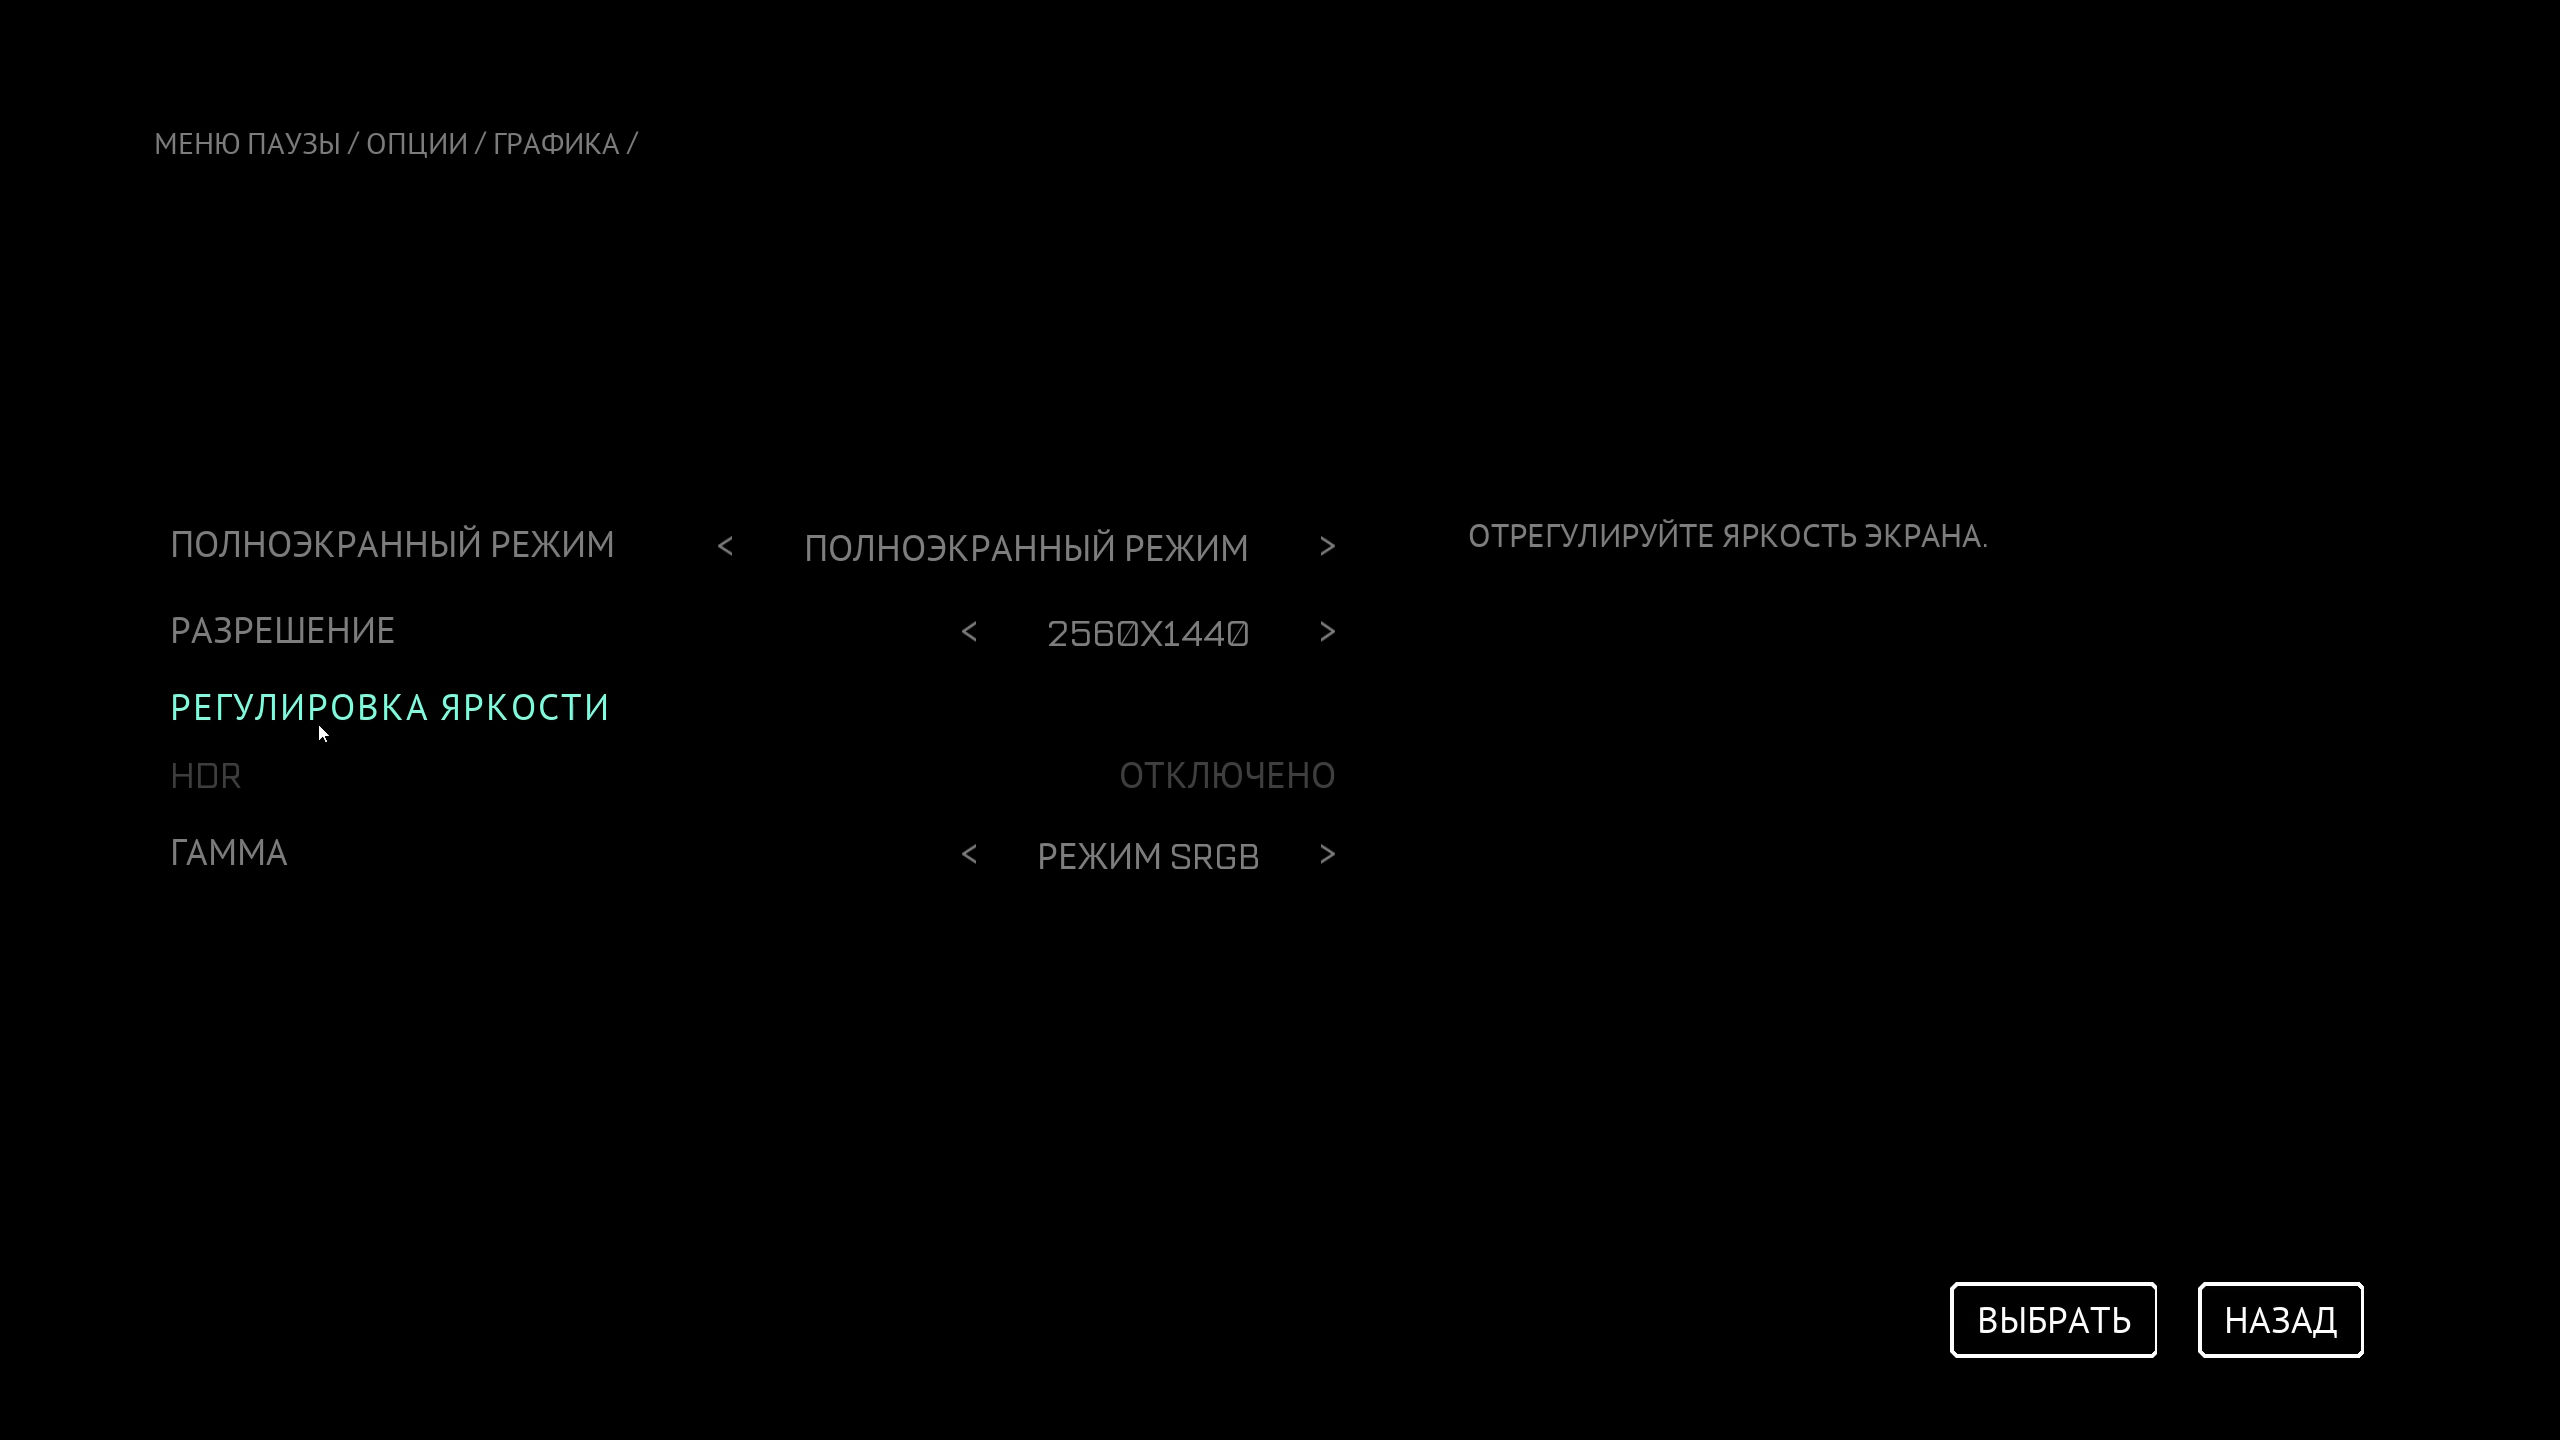 МЕНЮ ПАУЗЫ / ОПЦИИ / ГРАФИКА /
ПОЛНОЭКРАННЫЙ РЕЖИМ < ПОЛНОЭКРАННЫЙ РЕЖИМ >
ОТРЕГУЛИРУЙТЕ ЯРКОСТЬ ЭКРАНА.
РАЗРЕШЕНИЕ < 2560X1440 >
РЕГУЛИРОВКА ЯРКОСТИ
HDR ОТКЛЮЧЕНО
ГАММА < РЕЖИМ SRGB >
ВЫБРАТЬ НАЗАД